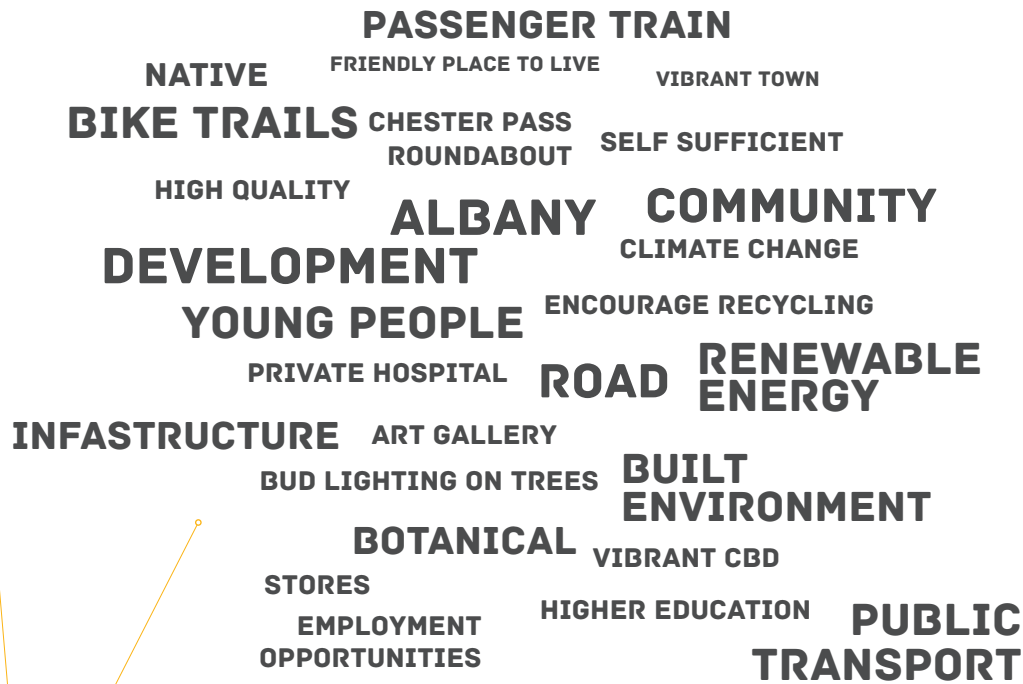 PASSENGER TRAIN
FRIENDLY PLACE TO LIVE
NATIVE
VIBRANT TOWN
BIKE TRAILS
CHESTER PASS
ROUNDABOUT
SELF SUFFICIENT
HIGH QUALITY
ALBANY
COMMUNITY
CLIMATE CHANGE
DEVELOPMENT
ENCOURAGE RECYCLING
YOUNG PEOPLE
RENEWABLE
ENERGY
PRIVATE HOSPITAL
ROAD
INFASTRUCTURE
ART GALLERY
BUD LIGHTING ON TREES
BUILT
ENVIRONMENT
BOTANICAL
VIBRANT CBD
STORES
HIGHER EDUCATION
EMPLOYMENT
OPPORTUNITIES
PUBLIC
TRANSPORT